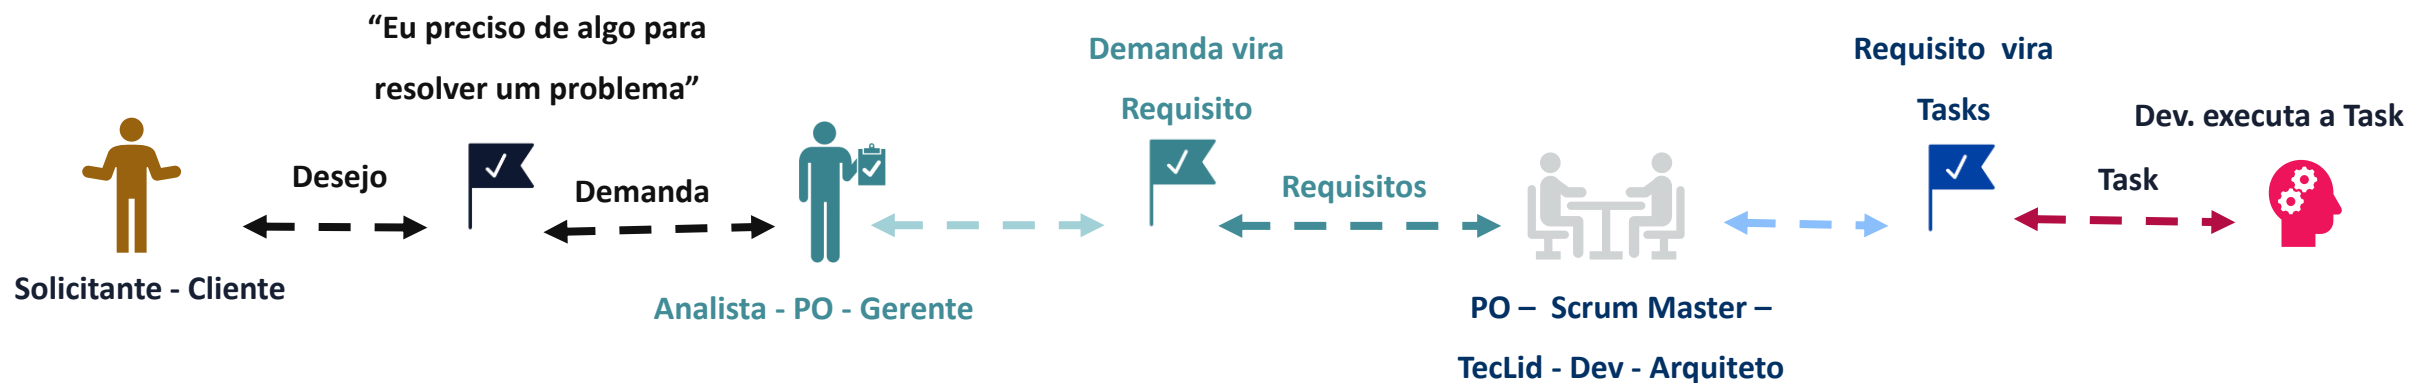 “Eu preciso de algo para
resolver um problema”
Desejo
Demanda
Solicitante - Cliente
Analista - PO - Gerente
Demanda vira
Requisito
Requisitos
PO – Scrum Master –
TecLid - Dev - Arquiteto
Requisito vira
Tasks
Task
Dev. executa a Task